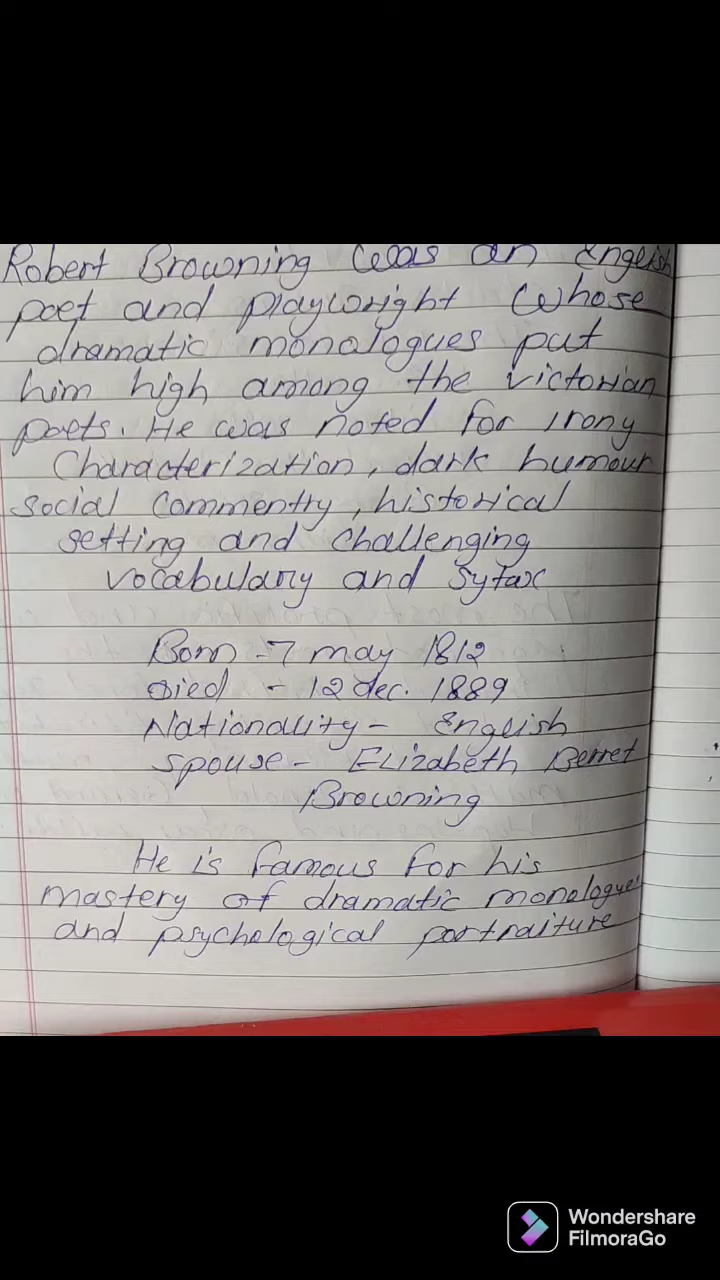 Robert Browning was an English
poet and playwright whose
dramatic monologues put
him high among the victorian
poets. He was noted for irony
Characterization, dark humour
social commentry, historical
setting and challenging
vocabulary and sytax
Born - 7 may 1812
Died - 12 dec. 1889
Nationality - English
Spouse - Elizabeth Berret
Browning
He is famous for his
mastery of dramatic monologues
and psychological portraiture
Wondershare
FilmoraGo